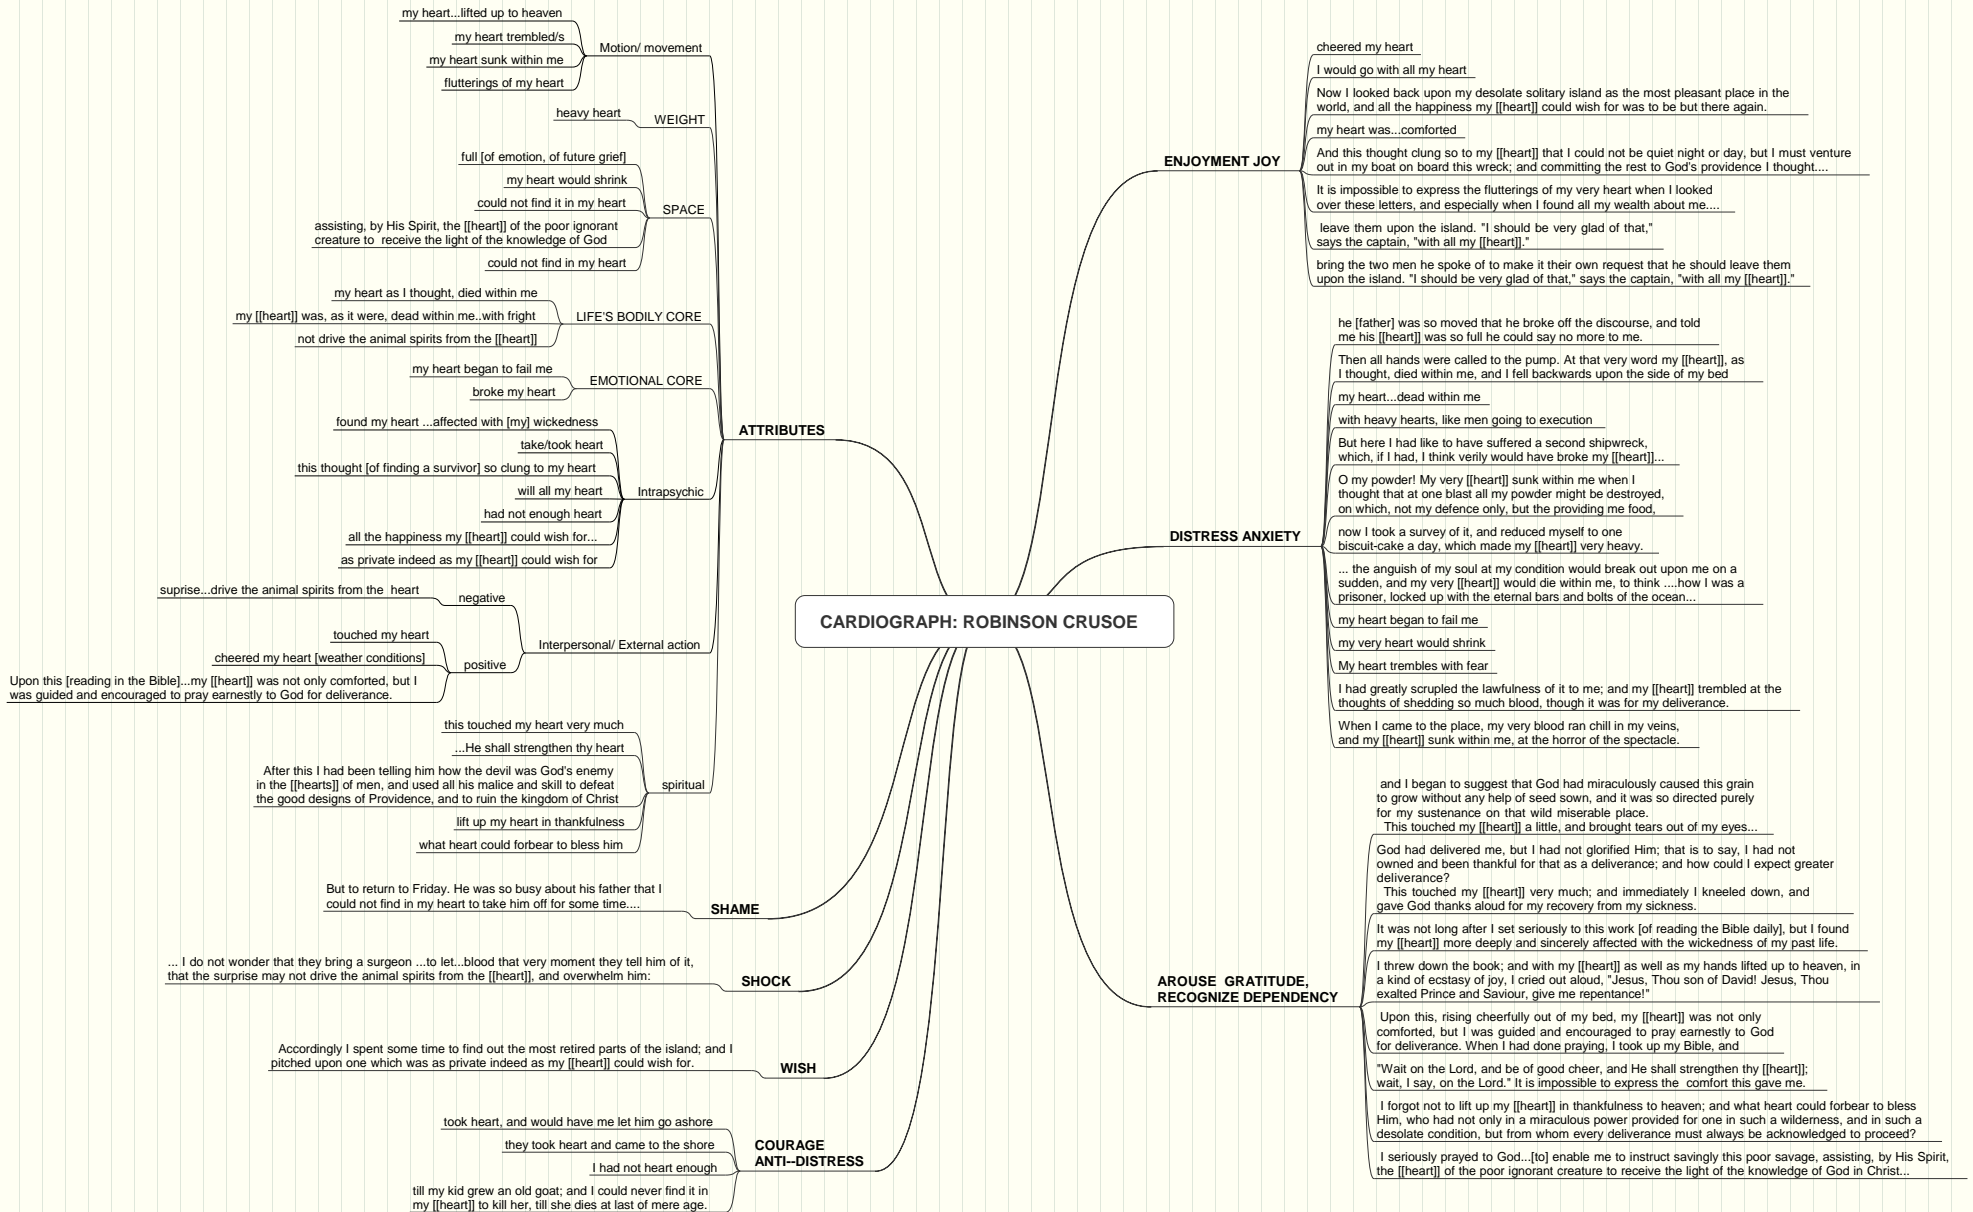 my heart...lifted up to heaven
my heart trembled/s
my heart sunk within me
flutterings of my heart
Motion/ movement
heavy heart
WEIGHT
full [of emotion, of future grief]
my heart would shrink
could not find it in my heart
assisting, by His Spirit, the [[heart]] of the poor ignorant
creature to receive the light of the knowledge of God
could not find in my heart
SPACE
my heart as I thought, died within me
my [[heart]] was, as it were, dead within me..with fright
not drive the animal spirits from the [[heart]]
LIFE'S BODILY CORE
my heart began to fail me
broke my heart
EMOTIONAL CORE
found my heart ...affected with [my] wickedness
take/took heart
this thought [of finding a survivor] so clung to my heart
will all my heart
had not enough heart
all the happiness my [[heart]] could wish for...
as private indeed as my [[heart]] could wish for
Intrapsychic
suprise...drive the animal spirits from the heart
negative
touched my heart
cheered my heart [weather conditions]
Upon this [reading in the Bible]...my [[heart]] was not only comforted, but I
was guided and encouraged to pray earnestly to God for deliverance.
positive
Interpersonal/ External action
this touched my heart very much
...He shall strengthen thy heart
After this I had been telling him how the devil was God's enemy
in the [[hearts]] of men, and used all his malice and skill to defeat
the good designs of Providence, and to ruin the kingdom of Christ
lift up my heart in thankfulness
what heart could forbear to bless him
spiritual
ATTRIBUTES
But to return to Friday. He was so busy about his father that I
could not find in my heart to take him off for some time....
SHAME
... I do not wonder that they bring a surgeon ...to let...blood that very moment they tell him of it,
that the surprise may not drive the animal spirits from the [[heart]], and overwhelm him:
SHOCK
Accordingly I spent some time to find out the most retired parts of the island; and I
pitched upon one which was as private indeed as my [[heart]] could wish for.
WISH
took heart, and would have me let him go ashore
they took heart and came to the shore
I had not heart enough
till my kid grew an old goat; and I could never find it in
my [[heart]] to kill her, till she dies at last of mere age.
COURAGE
ANTI--DISTRESS
CARDIOGRAPH: ROBINSON CRUSOE
ENJOYMENT JOY
cheered my heart
I would go with all my heart
Now I looked back upon my desolate solitary island as the most pleasant place in the
world, and all the happiness my [[heart]] could wish for was to be but there again.
my heart was...comforted
And this thought clung so to my [[heart]] that I could not be quiet night or day, but I must venture
out in my boat on board this wreck; and committing the rest to God's providence I thought....
It is impossible to express the flutterings of my very heart when I looked
over these letters, and especially when I found all my wealth about me....
leave them upon the island. "I should be very glad of that,"
says the captain, "with all my [[heart]]."
bring the two men he spoke of to make it their own request that he should leave them
upon the island. "I should be very glad of that," says the captain, "with all my [[heart]]."
DISTRESS ANXIETY
he [father] was so moved that he broke off the discourse, and told
me his [[heart]] was so full he could say no more to me.
Then all hands were called to the pump. At that very word my [[heart]], as
I thought, died within me, and I fell backwards upon the side of my bed
my heart...dead within me
with heavy hearts, like men going to execution
But here I had like to have suffered a second shipwreck,
which, if I had, I think verily would have broke my [[heart]]...
O my powder! My very [[heart]] sunk within me when I
thought that at one blast all my powder might be destroyed,
on which, not my defence only, but the providing me food,
now I took a survey of it, and reduced myself to one
biscuit-cake a day, which made my [[heart]] very heavy.
... the anguish of my soul at my condition would break out upon me on a
sudden, and my very [[heart]] would die within me, to think ....how I was a
prisoner, locked up with the eternal bars and bolts of the ocean...
my heart began to fail me
my very heart would shrink
My heart trembles with fear
I had greatly scrupled the lawfulness of it to me; and my [[heart]] trembled at the
thoughts of shedding so much blood, though it was for my deliverance.
When I came to the place, my very blood ran chill in my veins,
and my [[heart]] sunk within me, at the horror of the spectacle.
AROUSE GRATITUDE,
RECOGNIZE DEPENDENCY
and I began to suggest that God had miraculously caused this grain
to grow without any help of seed sown, and it was so directed purely
for my sustenance on that wild miserable place.
This touched my [[heart]] a little, and brought tears out of my eyes...
God had delivered me, but I had not glorified Him; that is to say, I had not
owned and been thankful for that as a deliverance; and how could I expect greater
deliverance?
This touched my [[heart]] very much; and immediately I kneeled down, and
gave God thanks aloud for my recovery from my sickness.
It was not long after I set seriously to this work [of reading the Bible daily], but I found
my [[heart]] more deeply and sincerely affected with the wickedness of my past life.
I threw down the book; and with my [[heart]] as well as my hands lifted up to heaven, in
a kind of ecstasy of joy, I cried out aloud, "Jesus, Thou son of David! Jesus, Thou
exalted Prince and Saviour, give me repentance!"
Upon this, rising cheerfully out of my bed, my [[heart]] was not only
comforted, but I was guided and encouraged to pray earnestly to God
for deliverance. When I had done praying, I took up my Bible, and
"Wait on the Lord, and be of good cheer, and He shall strengthen thy [[heart]];
wait, I say, on the Lord." It is impossible to express the comfort this gave me.
I forgot not to lift up my [[heart]] in thankfulness to heaven; and what heart could forbear to bless
Him, who had not only in a miraculous power provided for one in such a wilderness, and in such a
desolate condition, but from whom every deliverance must always be acknowledged to proceed?
I seriously prayed to God...[to] enable me to instruct savingly this poor savage, assisting, by His Spirit,
the [[heart]] of the poor ignorant creature to receive the light of the knowledge of God in Christ...